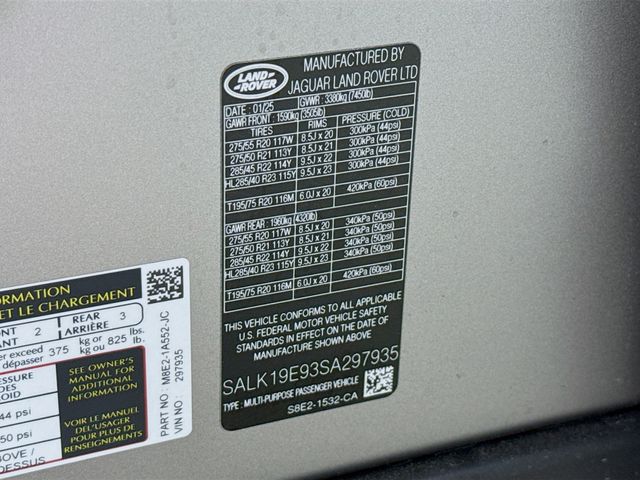 LAND
ROVER
MANUFACTURED BY
JAGUAR LAND ROVER LTD
DATE : 01/25 GVWR : 3380kg (7450lb)
GAWR FRONT : 1590kg (3505lb)
TIRES RIMS PRESSURE (COLD)
275/55 R20 117W 8.5J x 20 300kPa (44psi)
275/50 R21 113Y 8.5J x 21 300kPa (44psi)
285/45 R22 114Y 9.5J x 22 300kPa (44psi)
HL285/40 R23 115Y 9.5J x 23 300kPa (44psi)
T195/75 R20 116M 6.0J x 20 420kPa (60psi)
GAWR REAR : 1960kg (4320lb)
275/55 R20 117W 8.5J x 20 340kPa (50psi)
275/50 R21 113Y 8.5J x 21 340kPa (50psi)
285/45 R22 114Y 9.5J x 22 340kPa (50psi)
HL285/40 R23 115Y 9.5J x 23 340kPa (50psi)
T195/75 R20 116M 6.0J x 20 420kPa (60psi)
THIS VEHICLE CONFORMS TO ALL APPLICABLE
U.S. FEDERAL MOTOR VEHICLE SAFETY
STANDARDS IN EFFECT ON THE DATE OF
MANUFACTURE SHOWN ABOVE.
SALK19E93SA297935
TYPE : MULTI-PURPOSE PASSENGER VEHICLE
S8E2-1532-CA
ORMATION
ET LE CHARGEMENT
ONT 2 REAR 3
ANT ARRIÈRE
er exceed 375 kg or 825 lbs.
dépasser kg ou lb.
ESSURE
DES
OID
44 psi
50 psi
BOVE /
DESSUS
SEE OWNER'S
MANUAL FOR
ADDITIONAL
INFORMATION
VOIR LE MANUEL
DEL'USAGER
POUR PLUS DE
RENSEIGNEMENTS
PART NO : M8E2-1A552-JC
VIN NO : 297935